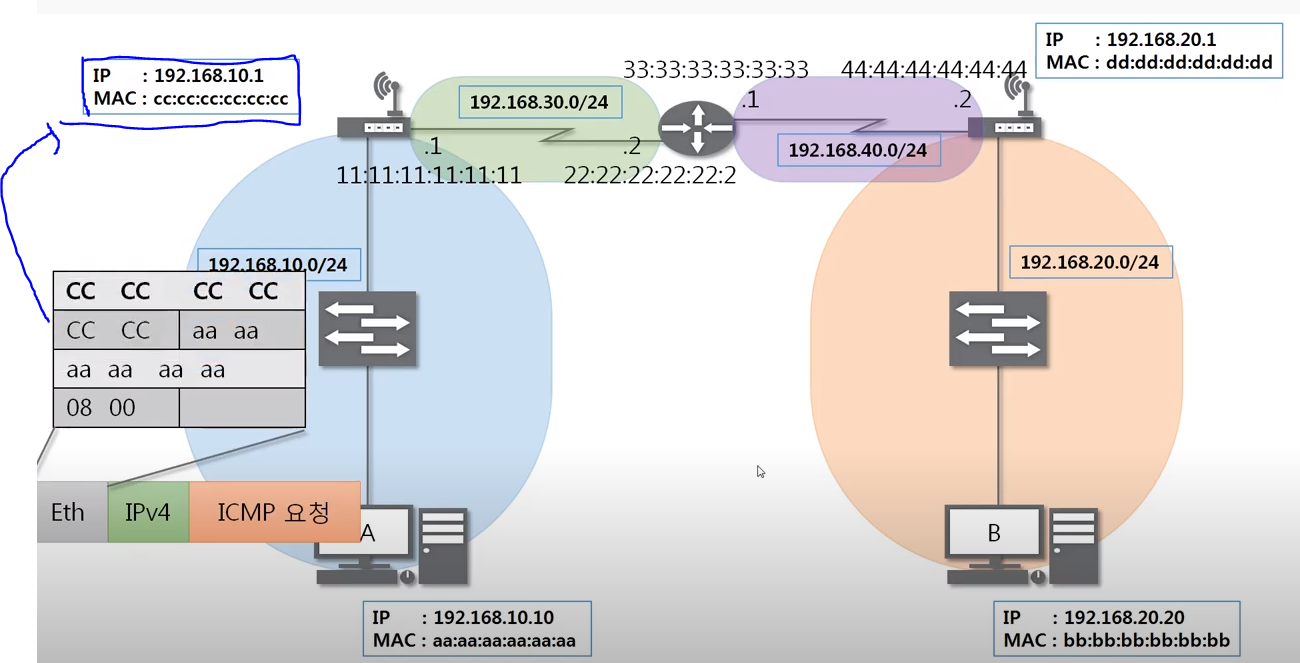 IP : 192.168.20.1
MAC : dd:dd:dd:dd:dd:dd
IP : 192.168.10.1
MAC : cc:cc:cc:cc:cc:cc
33:33:33:33:33:33
44:44:44:44:44:44
192.168.30.0/24
.1
.2
.1
.2
192.168.40.0/24
11:11:11:11:11:11
22:22:22:22:22:2
192.168.10.0/24
192.168.20.0/24
CC CC CC CC
CC CC aa aa
aa aa aa aa
08 00
Eth IPv4 ICMP 요청
A
B
IP : 192.168.10.10
MAC : aa:aa:aa:aa:aa:aa
IP : 192.168.20.20
MAC : bb:bb:bb:bb:bb:bb